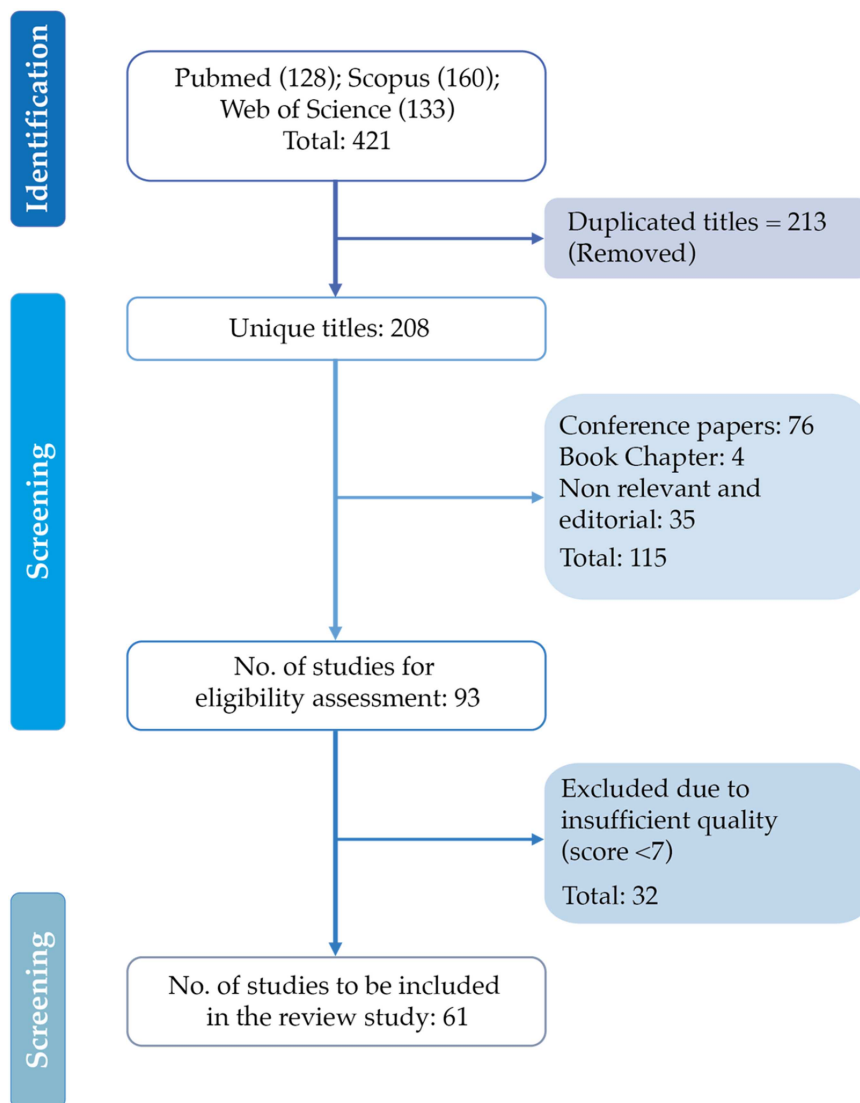 Identification
Pubmed (128); Scopus (160);
Web of Science (133)
Total: 421
Duplicated titles = 213
(Removed)
Screening
Unique titles: 208
Conference papers: 76
Book Chapter: 4
Non relevant and
editorial: 35
Total: 115
No. of studies for
eligibility assessment: 93
Excluded due to
insufficient quality
(score <7)
Total: 32
Screening
No. of studies to be included
in the review study: 61